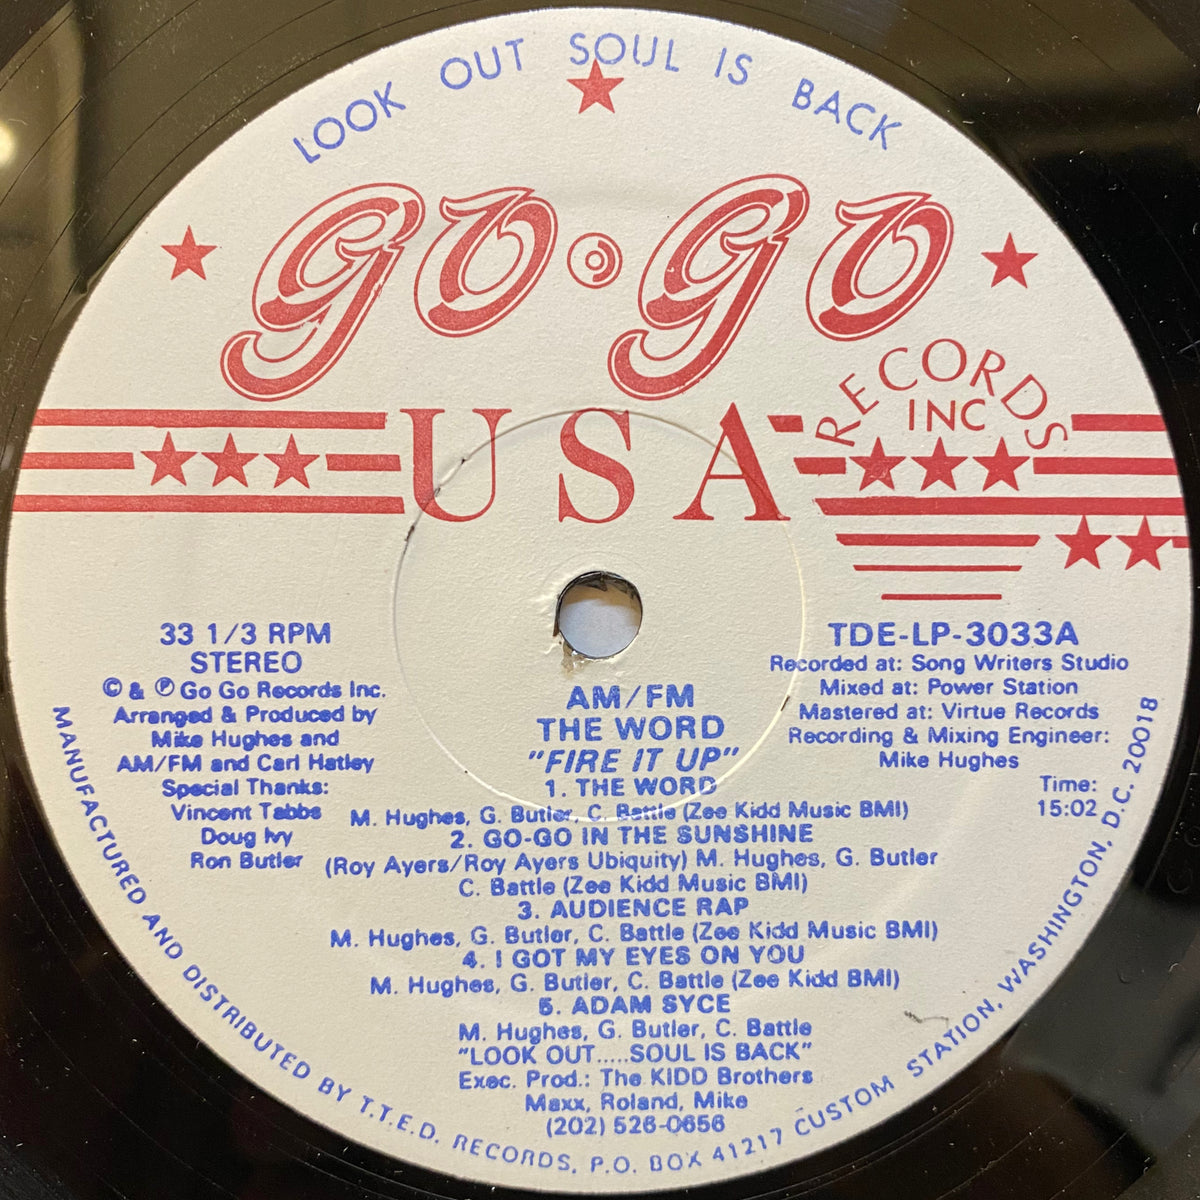 LOOK OUT SOUL IS BACK
GO·GO
USA
RECORDS
INC
33 1/3 RPM
STEREO
© & ℗ Go Go Records Inc.
Arranged & Produced by
Mike Hughes and
AM/FM and Carl Hatley
Special Thanks:
Vincent Tabbs
Doug Ivy
Ron Butler
TDE-LP-3033A
Recorded at: Song Writers Studio
Mixed at: Power Station
Mastered at: Virtue Records
Recording & Mixing Engineer:
Mike Hughes
Time:
15:02
AM/FM
THE WORD
"FIRE IT UP"
1. THE WORD
M. Hughes, G. Butler, C. Battle (Zee Kidd Music BMI)
2. GO-GO IN THE SUNSHINE
(Roy Ayers/Roy Ayers Ubiquity) M. Hughes, G. Butler
C. Battle (Zee Kidd Music BMI)
3. AUDIENCE RAP
M. Hughes, G. Butler, C. Battle (Zee Kidd Music BMI)
4. I GOT MY EYES ON YOU
M. Hughes, G. Butler, C. Battle (Zee Kidd BMI)
5. ADAM SYCE
M. Hughes, G. Butler, C. Battle
"LOOK OUT.....SOUL IS BACK"
Exec. Prod.: The KIDD Brothers
Maxx, Roland, Mike
(202) 526-0656
MANUFACTURED AND DISTRIBUTED BY T.T.E.D. RECORDS, P.O. BOX 41217 CUSTOM STATION, WASHINGTON, D.C. 20018